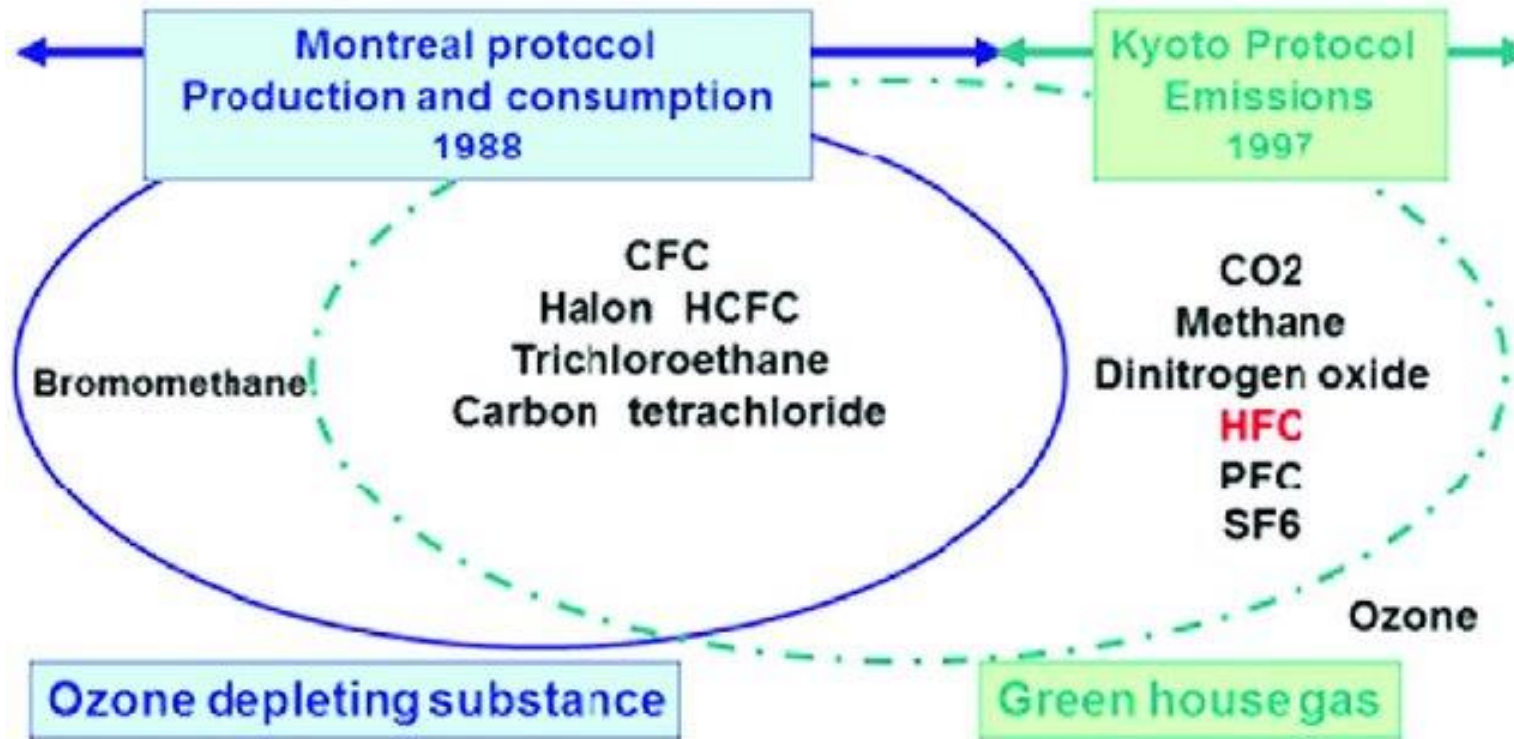 Montreal protocol
Production and consumption
1988
Kyoto Protocol
Emissions
1997
CFC
Halon HCFC
Trichloroethane
Carbon tetrachloride
Bromomethane
CO2
Methane
Dinitrogen oxide
HFC
PFC
SF6
Ozone
Ozone depleting substance
Green house gas